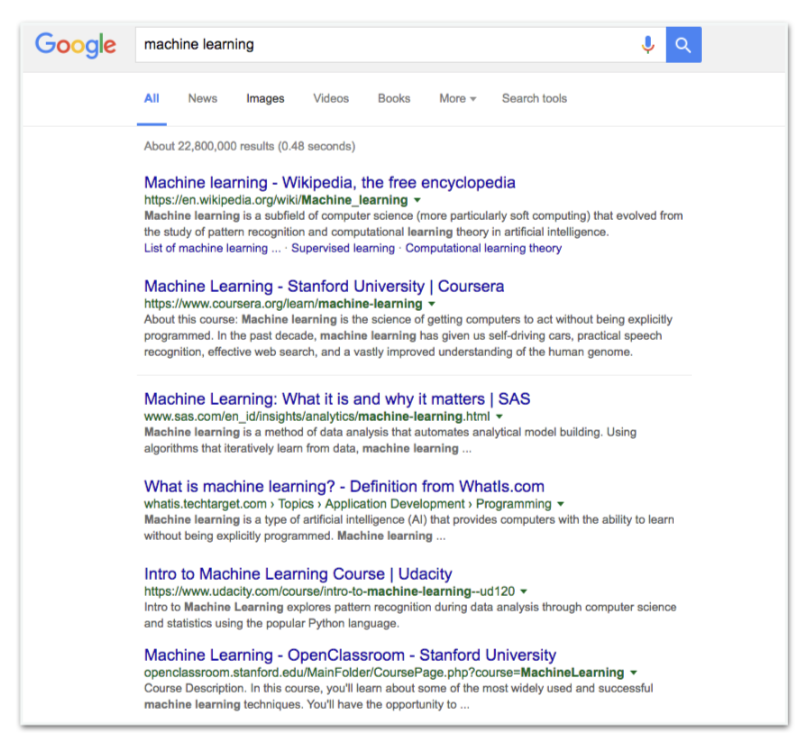 Google machine learning
All News Images Videos Books More Search tools
About 22,800,000 results (0.48 seconds)
Machine learning - Wikipedia, the free encyclopedia
https://en.wikipedia.org/wiki/Machine_learning
Machine learning is a subfield of computer science (more particularly soft computing) that evolved from
the study of pattern recognition and computational learning theory in artificial intelligence.
List of machine learning ... · Supervised learning · Computational learning theory
Machine Learning - Stanford University | Coursera
https://www.coursera.org/learn/machine-learning
About this course: Machine learning is the science of getting computers to act without being explicitly
programmed. In the past decade, machine learning has given us self-driving cars, practical speech
recognition, effective web search, and a vastly improved understanding of the human genome.
Machine Learning: What it is and why it matters | SAS
www.sas.com/en_id/insights/analytics/machine-learning.html
Machine learning is a method of data analysis that automates analytical model building. Using
algorithms that iteratively learn from data, machine learning ...
What is machine learning? - Definition from WhatIs.com
whatis.techtarget.com › Topics › Application Development › Programming
Machine learning is a type of artificial intelligence (AI) that provides computers with the ability to learn
without being explicitly programmed. Machine learning ...
Intro to Machine Learning Course | Udacity
https://www.udacity.com/course/intro-to-machine-learning--ud120
Intro to Machine Learning explores pattern recognition during data analysis through computer science
and statistics using the popular Python language.
Machine Learning - OpenClassroom - Stanford University
openclassroom.stanford.edu/MainFolder/CoursePage.php?course=MachineLearning
Course Description. In this course, you'll learn about some of the most widely used and successful
machine learning techniques. You'll have the opportunity to ...